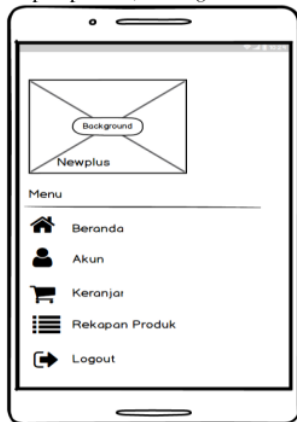 Background
Newplus
Menu
Beranda
Akun
Keranjar
Rekapan Produk
Logout